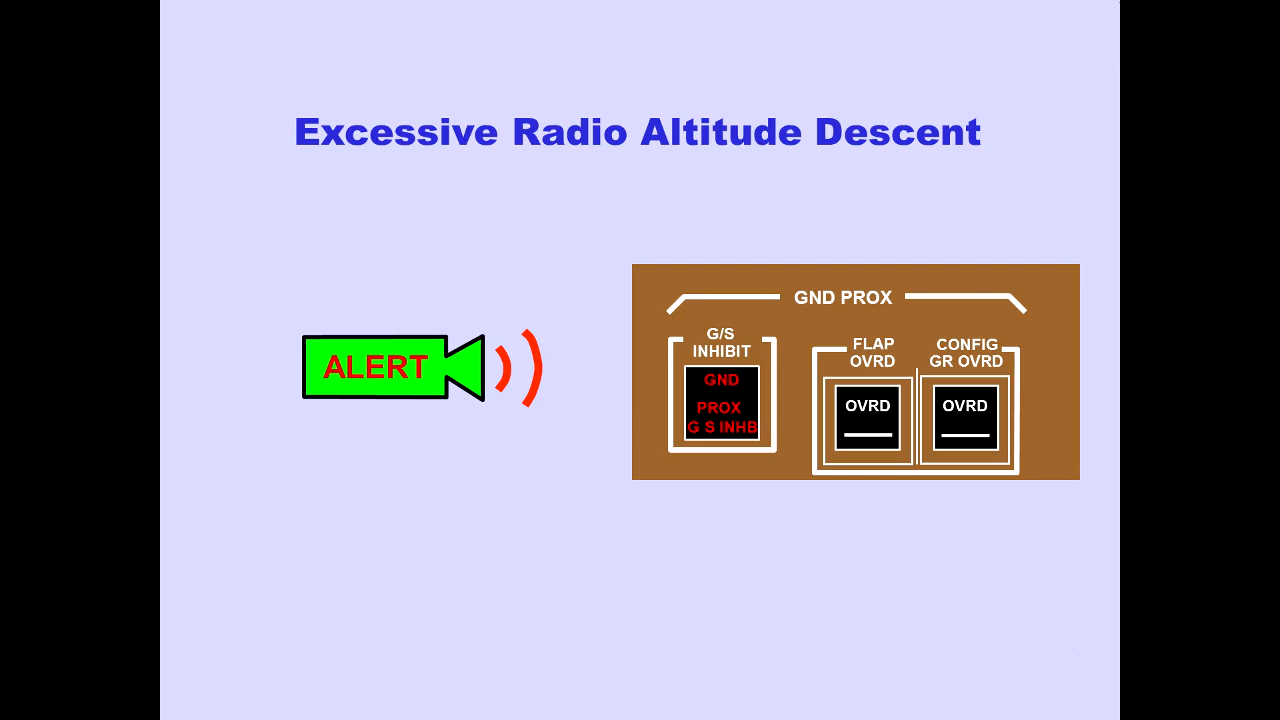 Excessive Radio Altitude Descent
ALERT
GND PROX
G/S
INHIBIT
GND
PROX
G S INHB
FLAP
OVRD
OVRD
CONFIG
GR OVRD
OVRD